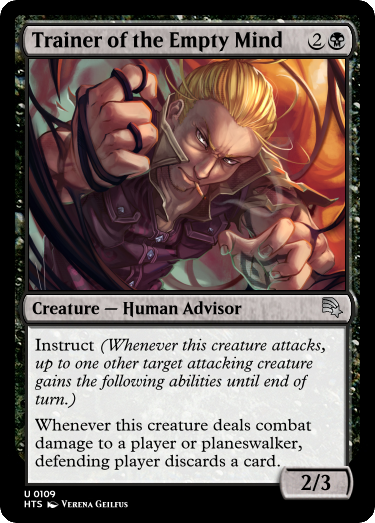 Trainer of the Empty Mind 2
Creature — Human Advisor
Instruct (Whenever this creature attacks,
up to one other target attacking creature
gains the following abilities until end of
turn.)
Whenever this creature deals combat
damage to a player or planeswalker,
defending player discards a card.
2/3
U 0109
HTS Verena Geilfus